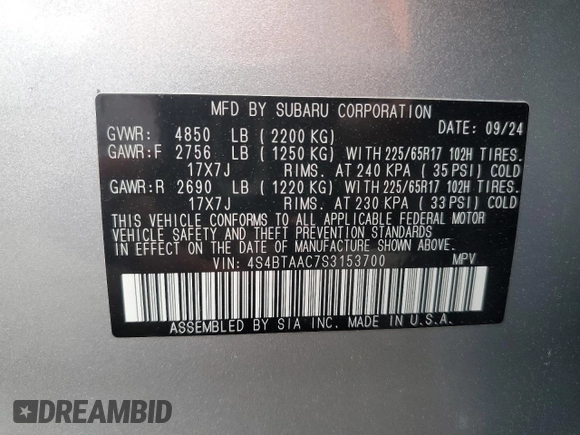 MFD BY SUBARU CORPORATION
DATE: 09/24
GVWR: 4850 LB ( 2200 KG)
GAWR:F 2756 LB ( 1250 KG) WITH 225/65R17 102H TIRES.
17X7J RIMS. AT 240 KPA ( 35 PSI) COLD
GAWR:R 2690 LB ( 1220 KG) WITH 225/65R17 102H TIRES.
17X7J RIMS. AT 230 KPA ( 33 PSI) COLD
THIS VEHICLE CONFORMS TO ALL APPLICABLE FEDERAL MOTOR
VEHICLE SAFETY AND THEFT PREVENTION STANDARDS
IN EFFECT ON THE DATE OF MANUFACTURE SHOWN ABOVE.
VIN: 4S4BTAAC7S3153700 MPV
ASSEMBLED BY SIA INC. MADE IN U.S.A.
DREAMBID